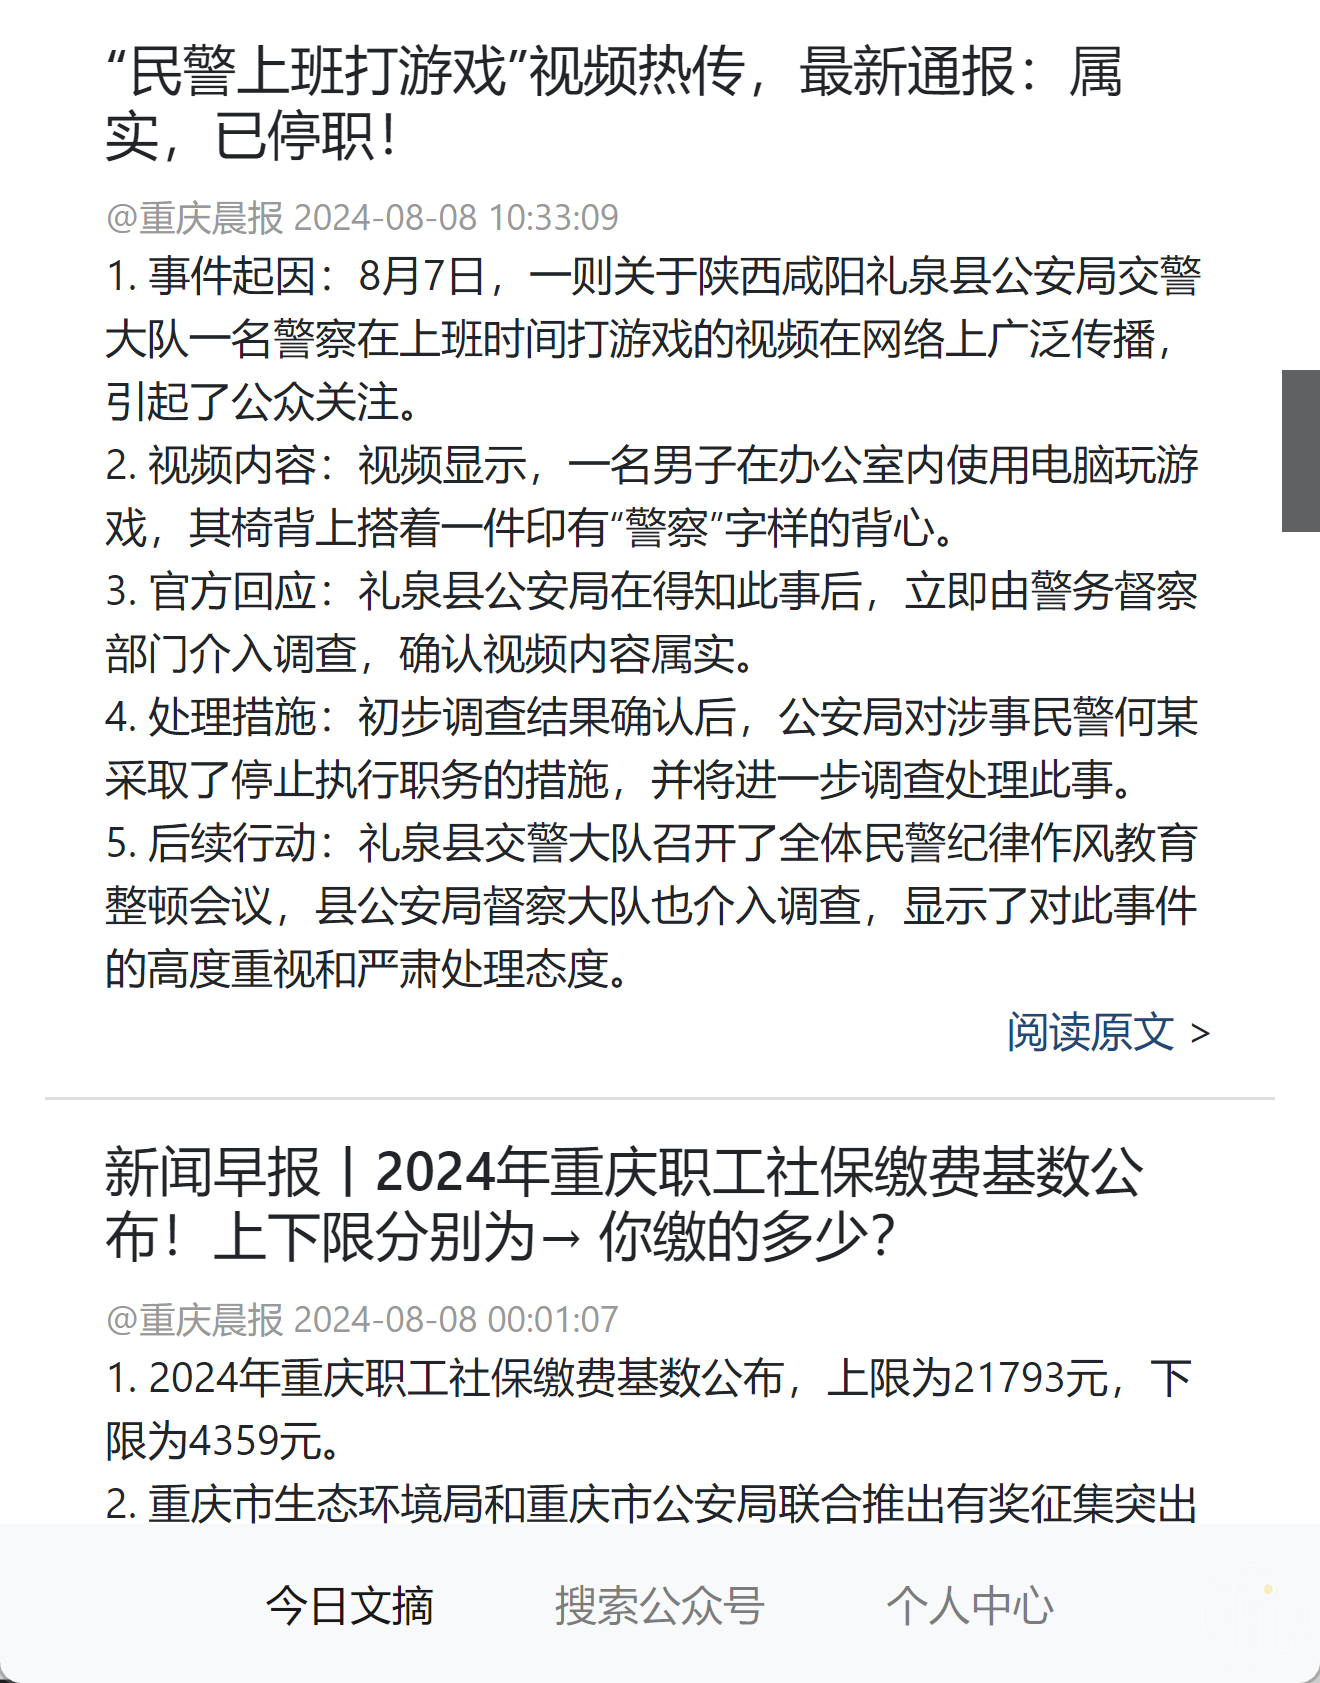 “民警上班打游戏”视频热传，最新通报：属
实，已停职！
@重庆晨报 2024-08-08 10:33:09
1. 事件起因：8月7日，一则关于陕西咸阳礼泉县公安局交警
大队一名警察在上班时间打游戏的视频在网络上广泛传播，
引起了公众关注。
2. 视频内容：视频显示，一名男子在办公室内使用电脑玩游
戏，其椅背上搭着一件印有“警察”字样的背心。
3. 官方回应：礼泉县公安局在得知此事后，立即由警务督察
部门介入调查，确认视频内容属实。
4. 处理措施：初步调查结果确认后，公安局对涉事民警何某
采取了停止执行职务的措施，并将进一步调查处理此事。
5. 后续行动：礼泉县交警大队召开了全体民警纪律作风教育
整顿会议，县公安局督察大队也介入调查，显示了对此事件
的高度重视和严肃处理态度。
阅读原文 >
新闻早报丨2024年重庆职工社保缴费基数公
布！上下限分别为→ 你缴的多少？
@重庆晨报 2024-08-08 00:01:07
1. 2024年重庆职工社保缴费基数公布，上限为21793元，下
限为4359元。
2. 重庆市生态环境局和重庆市公安局联合推出有奖征集突出
今日文摘 搜索公众号 个人中心